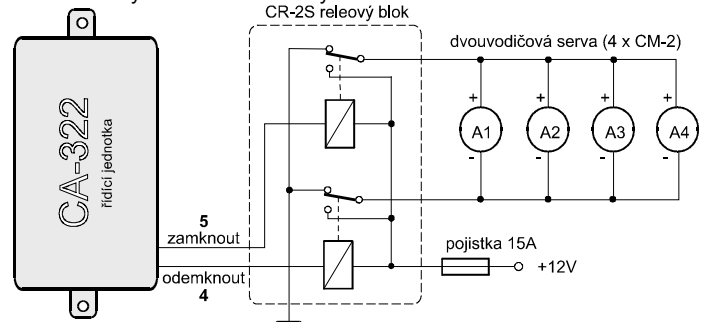 CR-2S releový blok
dvouvodičová serva (4 x CM-2)
CA-322
řídící jednotka
+ + + +
A1 A2 A3 A4
- - - -
5
zamknout
odemknout
4
pojistka 15A
+12V